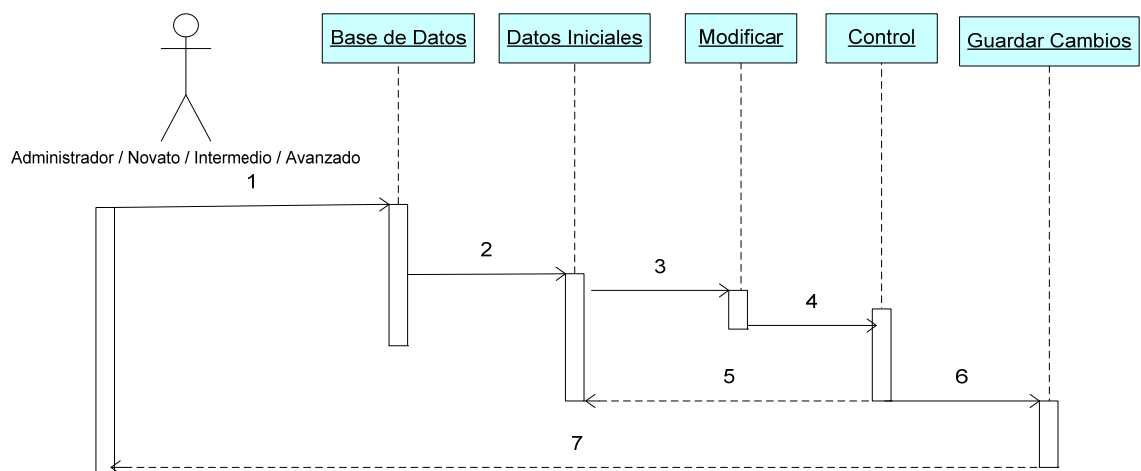 Base de Datos
Datos Iniciales
Modificar
Control
Guardar Cambios
Administrador / Novato / Intermedio / Avanzado
1
2
3
4
5
6
7